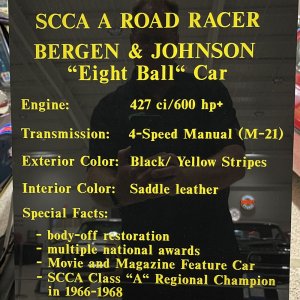 SCCA A ROAD RACER
BERGEN & JOHNSON
“Eight Ball“ Car
Engine: 427 ci/600 hp+
Transmission: 4-Speed Manual (M-21)
Exterior Color: Black/ Yellow Stripes
Interior Color: Saddle leather
Special Facts:
- body-off restoration
- multiple national awards
- Movie and Magazine Feature Car
- SCCA Class "A" Regional Champion
in 1966-1968